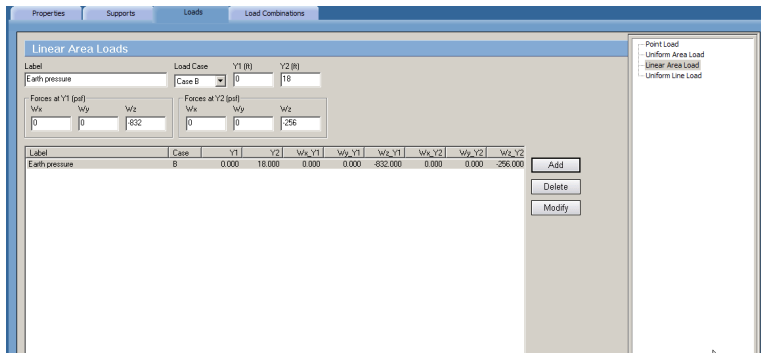 Properties Supports Loads Load Combinations
Linear Area Loads
Label Load Case Y1 (ft) Y2 (ft)
Earth pressure Case B 0 18
Forces at Y1 (psf) Forces at Y2 (psf)
Wx Wy Wz Wx Wy Wz
0 0 -832 0 0 -256
Label Case Y1 Y2 Wx_Y1 Wy_Y1 Wz_Y1 Wx_Y2 Wy_Y2 Wz_Y2
Earth pressure B 0.000 18.000 0.000 0.000 -832.000 0.000 0.000 -256.000
Add
Delete
Modify
Point Load
Uniform Area Load
Linear Area Load
Uniform Line Load